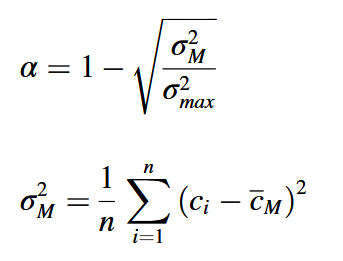 α = 1 − √(σ²_M / σ²_max)
σ²_M = 1/n ∑_{i=1}^{n} (c_i − c̄_M)²